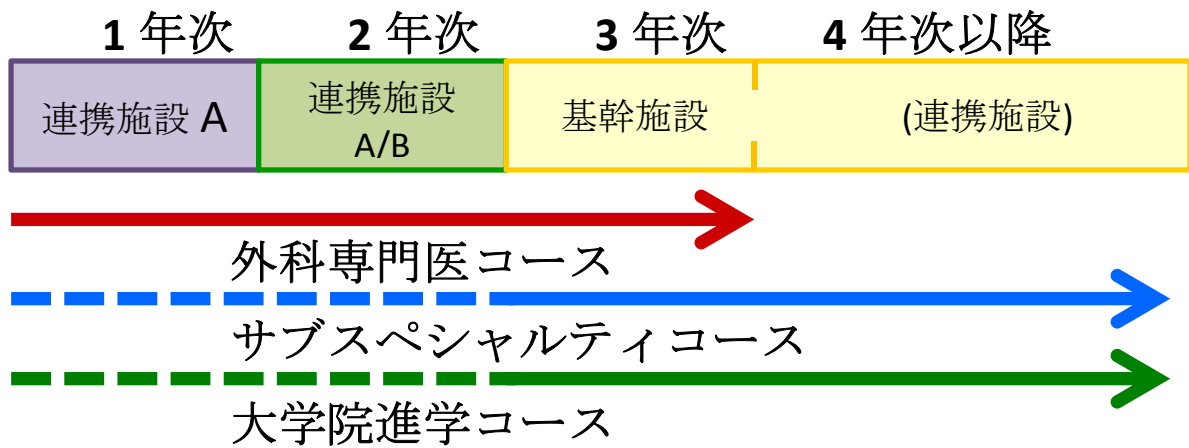 1 年次 2 年次 3 年次 4 年次以降
連携施設 A
連携施設
A/B
基幹施設
(連携施設)
外科専門医コース
サブスペシャルティコース
大学院進学コース